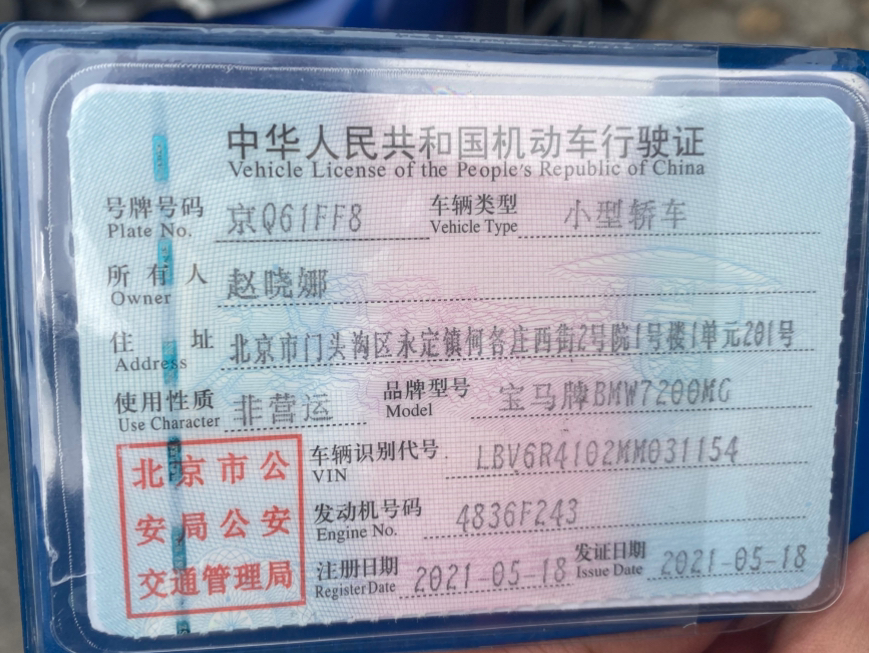 中华人民共和国机动车行驶证
Vehicle License of the People's Republic of China
号牌号码 京Q61FF8 车辆类型 小型轿车
Plate No. Vehicle Type
所有人 赵晓娜
Owner
住址 北京市门头沟区永定镇何各庄西街2号院1号楼1单元201号
Address
使用性质 非营运 品牌型号 宝马牌BMW7200MG
Use Character Model
北京市公
安局公安
交通管理局
车辆识别代号 LBV6R4102MM031154
VIN
发动机号码 4836F243
Engine No.
注册日期 2021-05-18 发证日期 2021-05-18
Register Date Issue Date